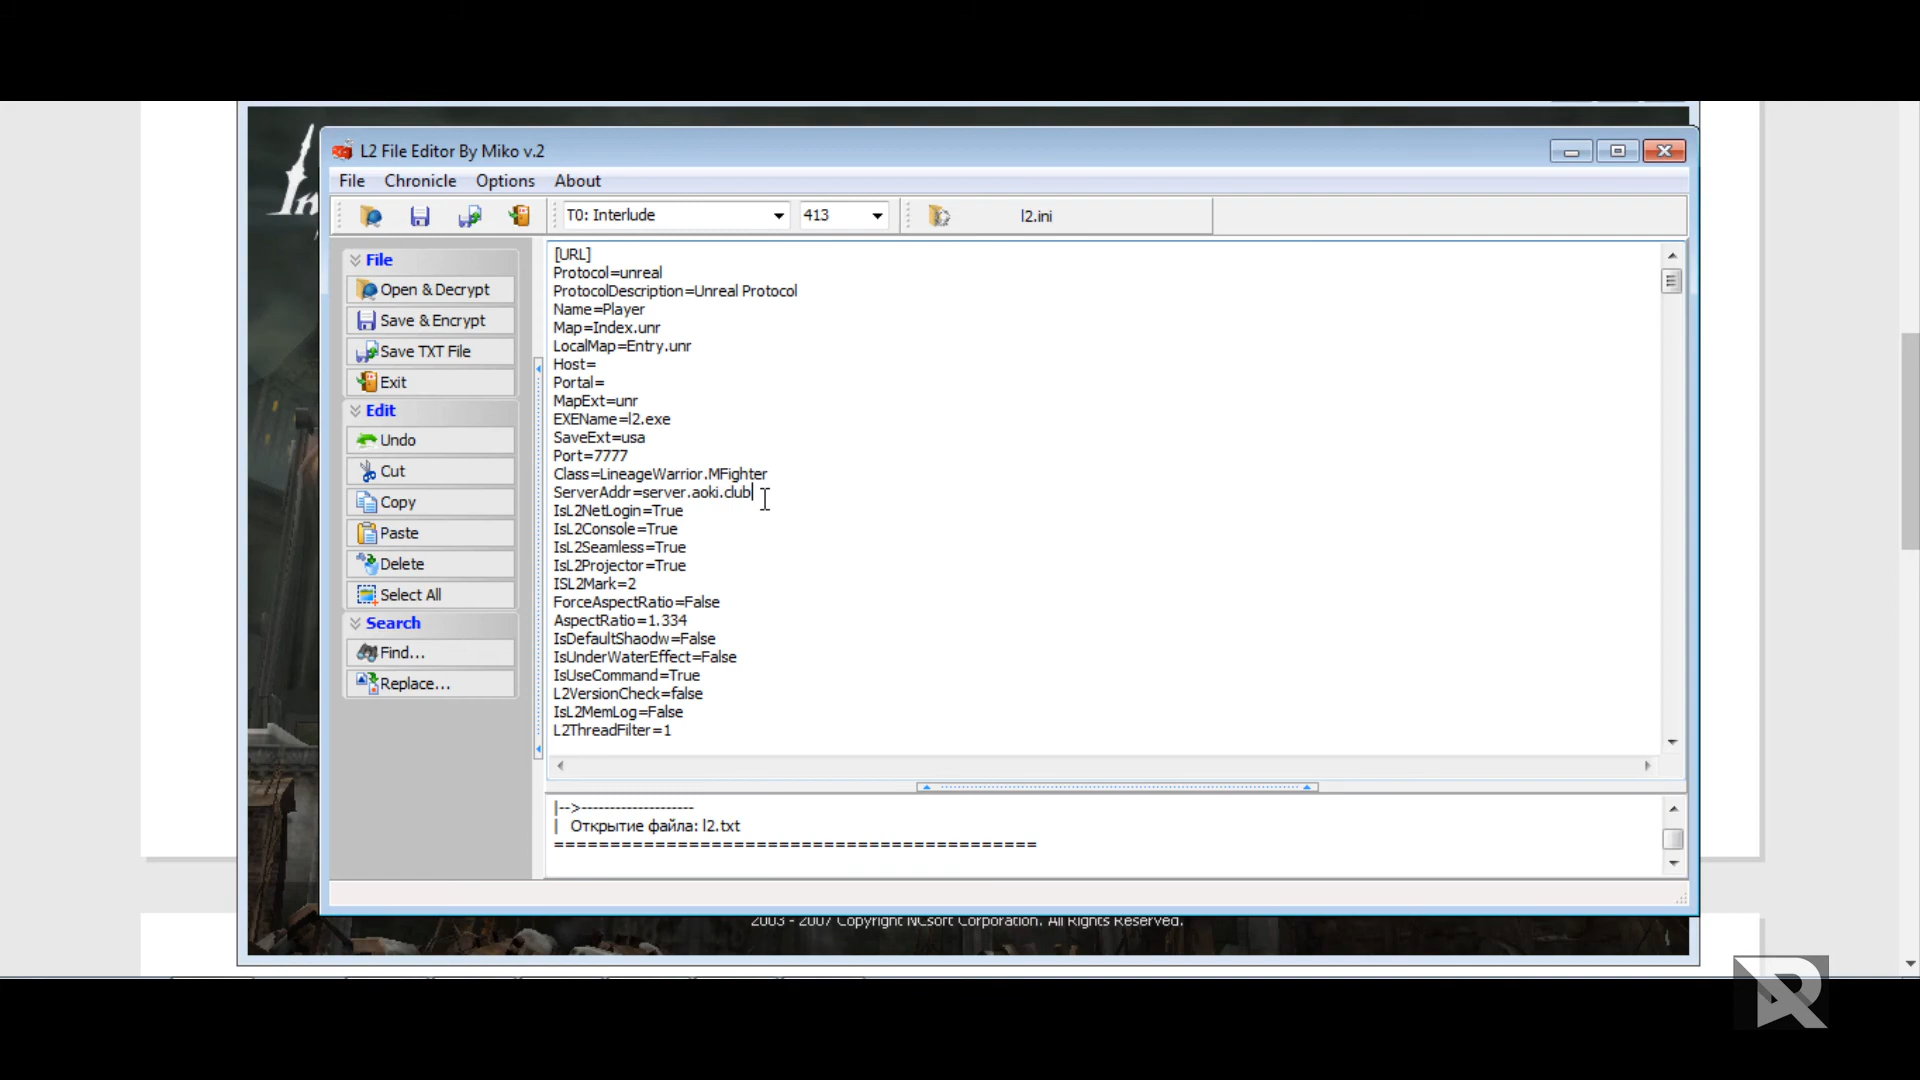 L2 File Editor By Miko v.2
File Chronicle Options About
T0: Interlude 413 l2.ini
File
Open & Decrypt
Save & Encrypt
Save TXT File
Exit
Edit
Undo
Cut
Copy
Paste
Delete
Select All
Search
Find...
Replace...
[URL]
Protocol=unreal
ProtocolDescription=Unreal Protocol
Name=Player
Map=Index.unr
LocalMap=Entry.unr
Host=
Portal=
MapExt=unr
EXEName=l2.exe
SaveExt=usa
Port=7777
Class=LineageWarrior.MFighter
ServerAddr=server.aoki.club
IsL2NetLogin=True
IsL2Console=True
IsL2Seamless=True
IsL2Projector=True
ISL2Mark=2
ForceAspectRatio=False
AspectRatio=1.334
IsDefaultShaodw=False
IsUnderWaterEffect=False
IsUseCommand=True
L2VersionCheck=false
IsL2MemLog=False
L2ThreadFilter=1
|-->--------------------
| Открытие файла: l2.txt
===========================================
2003 - 2007 Copyright NCsoft Corporation. All Rights Reserved.